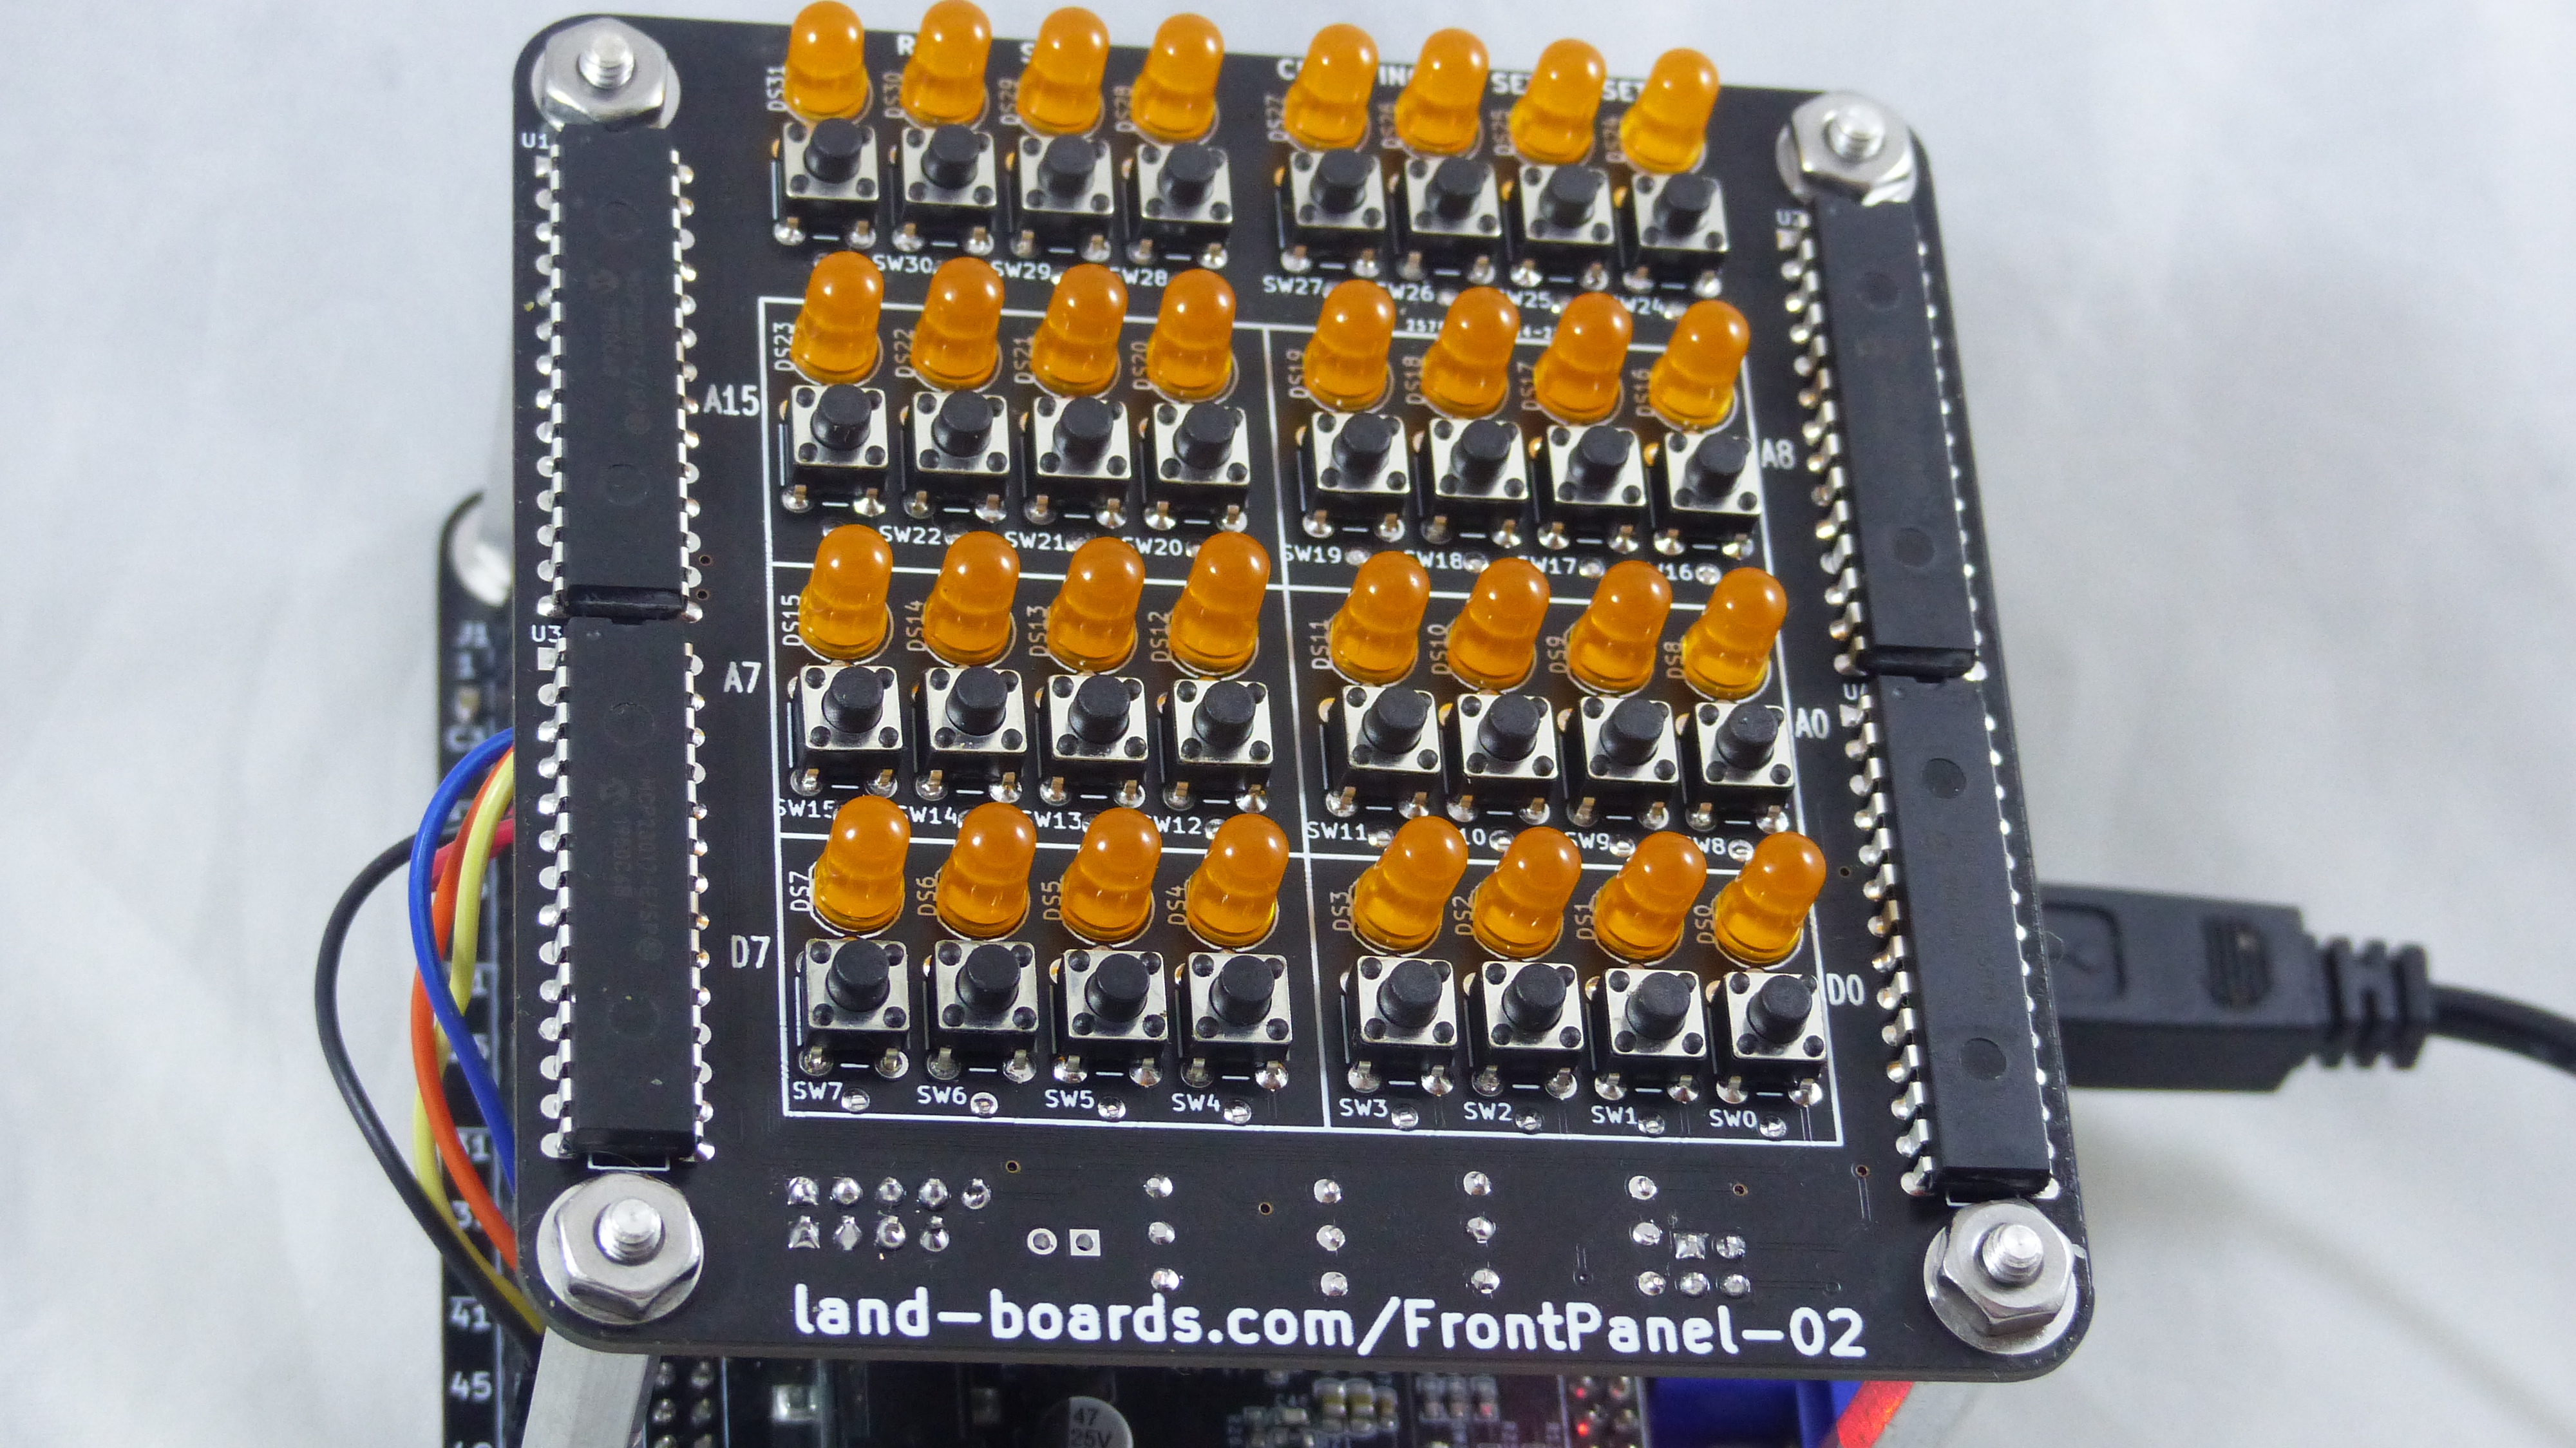 DS31 DS30 DS29 DS28 DS27 DS26 DS25 DS24
U1
SW30 SW29 SW28 SW27 SW26 SW25 SW24
DS23 DS22 DS21 DS20 DS19 DS18 DS17 DS16
A15 A8
SW22 SW21 SW20 SW19 SW18 SW17 W16
DS15 DS14 DS13 DS12 DS11 DS10 DS9 DS8
J1 U3
A7 A0
SW15 SW14 SW13 SW12 SW11 10 SW9 SW8
DS7 DS6 DS5 DS4 DS3 DS2 DS1 DS0
D7 D0
SW7 SW6 SW5 SW4 SW3 SW2 SW1 SW0
land-boards.com/FrontPanel-02
41
45
47
25V